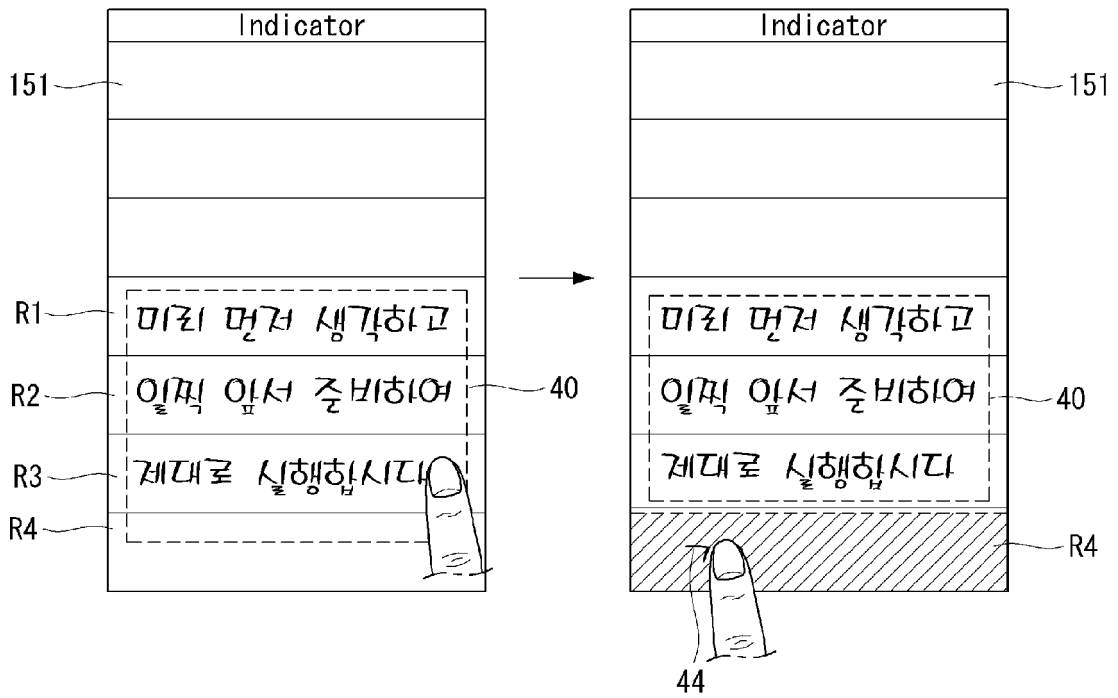 Indicator
151
R1
미리 먼저 생각하고
R2
일찍 앞서 준비하여
40
R3
제대로 실행합시다
R4
Indicator
151
미리 먼저 생각하고
일찍 앞서 준비하여
40
제대로 실행합시다
R4
44